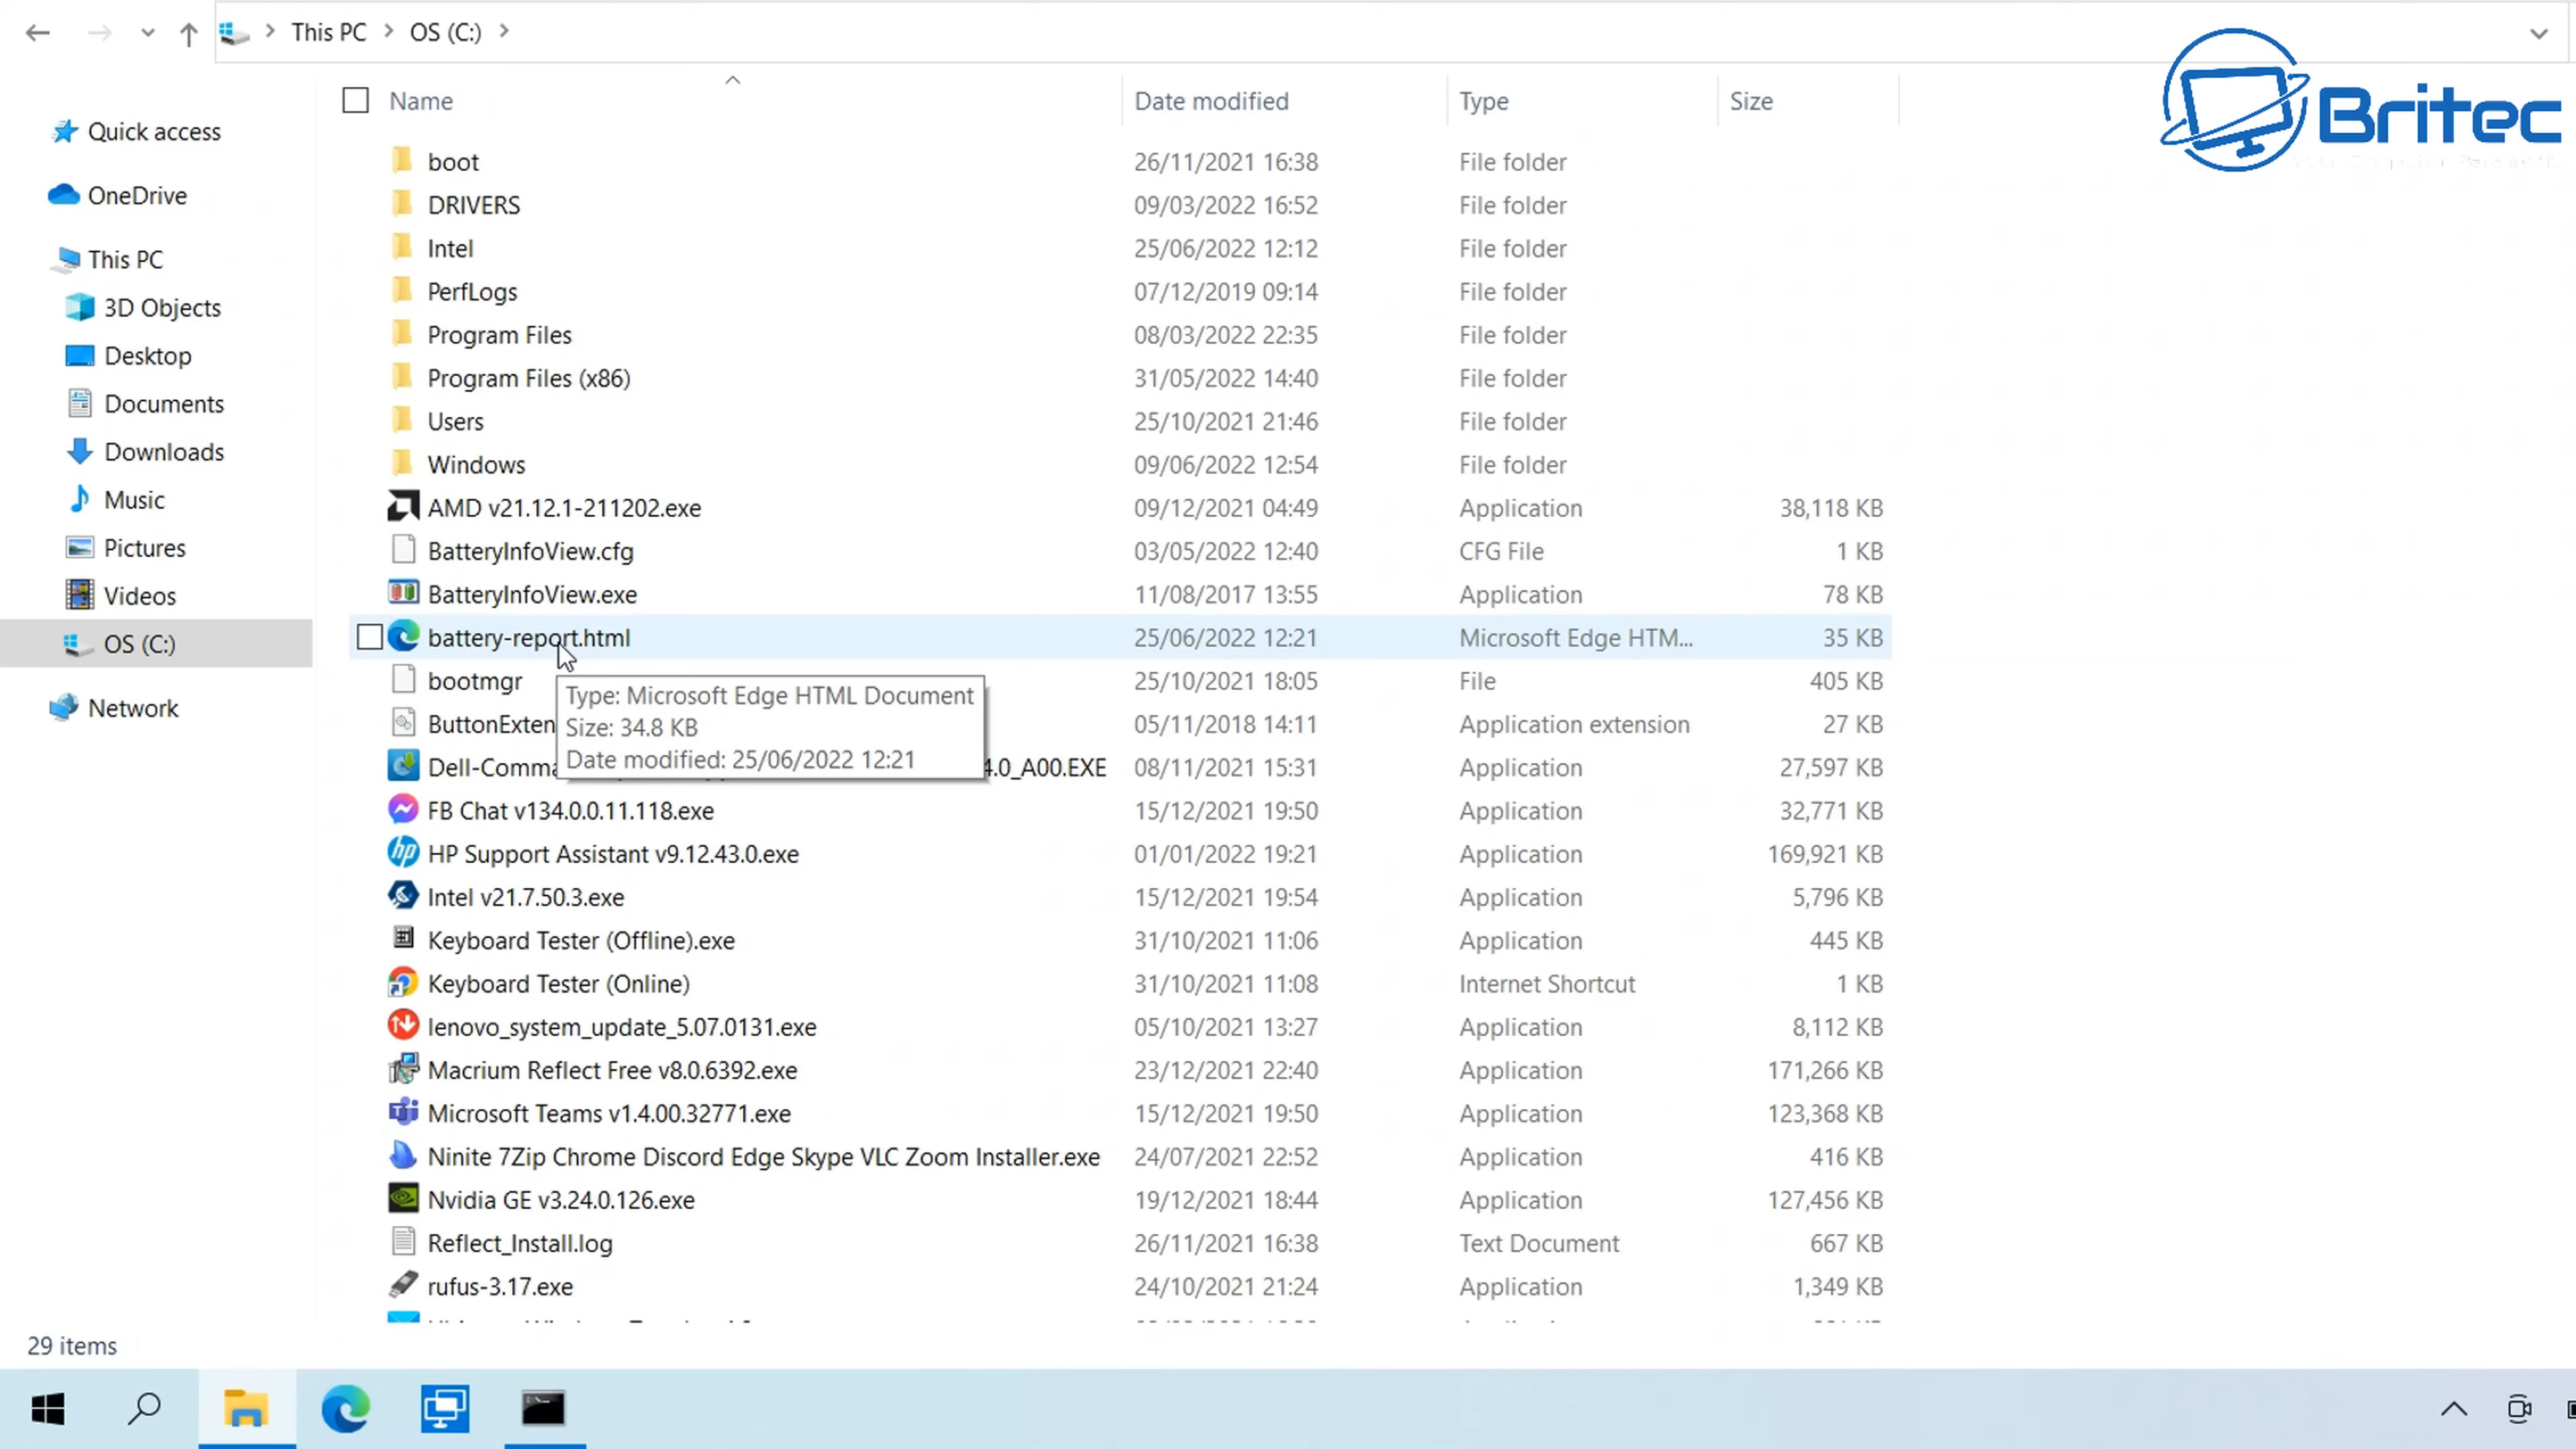 This PC > OS (C:) >
Britec
Name Date modified Type Size
Quick access
OneDrive
This PC
3D Objects
Desktop
Documents
Downloads
Music
Pictures
Videos
OS (C:)
Network
boot 26/11/2021 16:38 File folder
DRIVERS 09/03/2022 16:52 File folder
Intel 25/06/2022 12:12 File folder
PerfLogs 07/12/2019 09:14 File folder
Program Files 08/03/2022 22:35 File folder
Program Files (x86) 31/05/2022 14:40 File folder
Users 25/10/2021 21:46 File folder
Windows 09/06/2022 12:54 File folder
AMD v21.12.1-211202.exe 09/12/2021 04:49 Application 38,118 KB
BatteryInfoView.cfg 03/05/2022 12:40 CFG File 1 KB
BatteryInfoView.exe 11/08/2017 13:55 Application 78 KB
battery-report.html 25/06/2022 12:21 Microsoft Edge HTM... 35 KB
bootmgr 25/10/2021 18:05 File 405 KB
ButtonExten 05/11/2018 14:11 Application extension 27 KB
Dell-Comma 4.0_A00.EXE 08/11/2021 15:31 Application 27,597 KB
Type: Microsoft Edge HTML Document
Size: 34.8 KB
Date modified: 25/06/2022 12:21
FB Chat v134.0.0.11.118.exe 15/12/2021 19:50 Application 32,771 KB
HP Support Assistant v9.12.43.0.exe 01/01/2022 19:21 Application 169,921 KB
Intel v21.7.50.3.exe 15/12/2021 19:54 Application 5,796 KB
Keyboard Tester (Offline).exe 31/10/2021 11:06 Application 445 KB
Keyboard Tester (Online) 31/10/2021 11:08 Internet Shortcut 1 KB
lenovo_system_update_5.07.0131.exe 05/10/2021 13:27 Application 8,112 KB
Macrium Reflect Free v8.0.6392.exe 23/12/2021 22:40 Application 171,266 KB
Microsoft Teams v1.4.00.32771.exe 15/12/2021 19:50 Application 123,368 KB
Ninite 7Zip Chrome Discord Edge Skype VLC Zoom Installer.exe 24/07/2021 22:52 Application 416 KB
Nvidia GE v3.24.0.126.exe 19/12/2021 18:44 Application 127,456 KB
Reflect_Install.log 26/11/2021 16:38 Text Document 667 KB
rufus-3.17.exe 24/10/2021 21:24 Application 1,349 KB
29 items